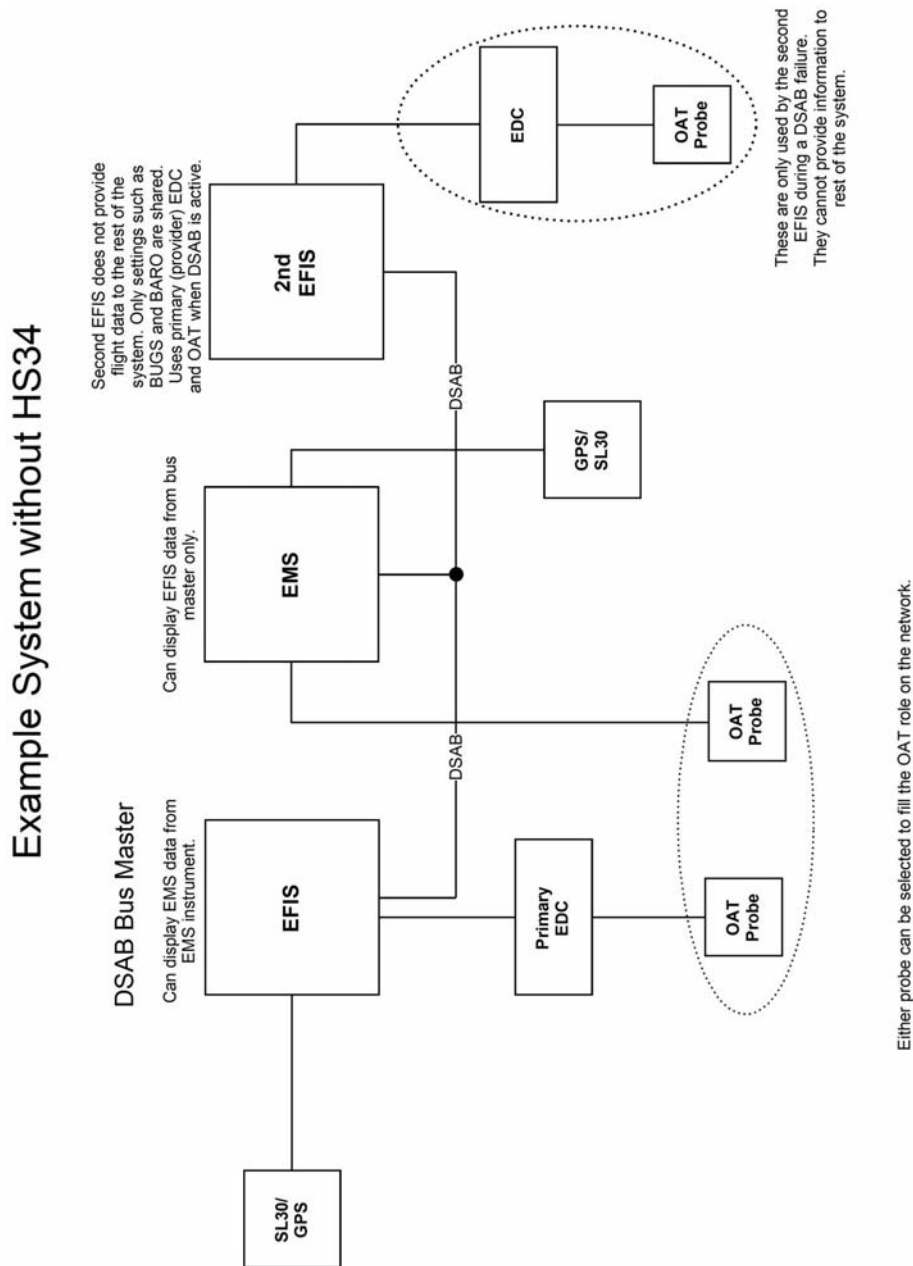 Example System without HS34
DSAB Bus Master
Can display EMS data from
EMS instrument.
EFIS
SL30/
GPS
Primary
EDC
OAT
Probe
DSAB
Can display EFIS data from bus
master only.
EMS
OAT
Probe
GPS/
SL30
DSAB
Second EFIS does not provide
flight data to the rest of the
system. Only settings such as
BUGS and BARO are shared.
Uses primary (provider) EDC
and OAT when DSAB is active.
2nd
EFIS
EDC
OAT
Probe
These are only used by the second
EFIS during a DSAB failure.
They cannot provide information to
rest of the system.
Either probe can be selected to fill the OAT role on the network.